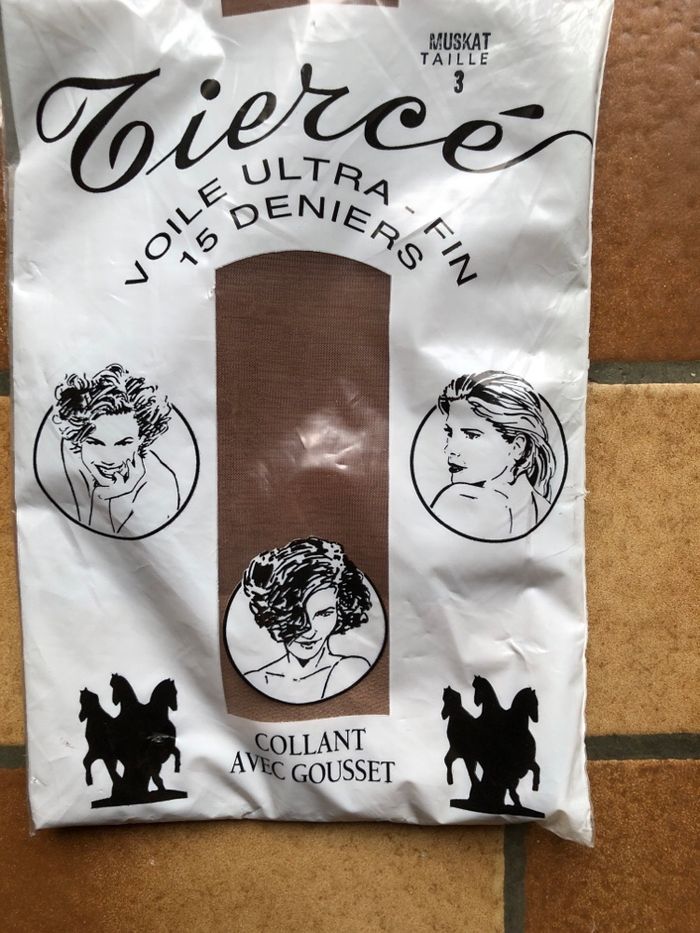 MUSKAT
TAILLE
3
Tiercé
VOILE ULTRA-FIN
15 DENIERS
COLLANT
AVEC GOUSSET